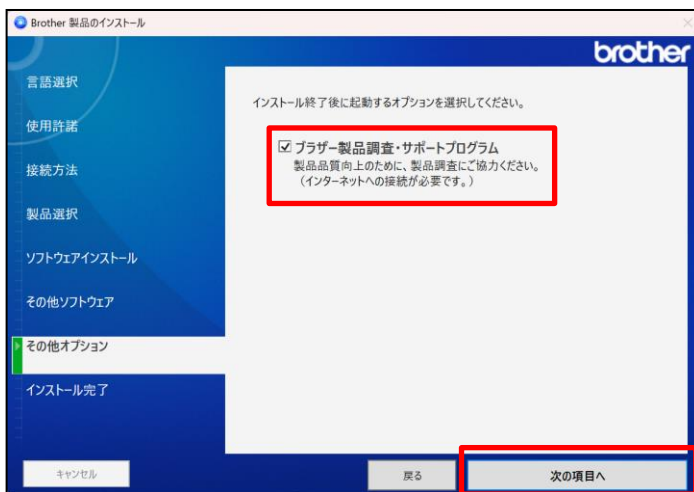 Brother 製品のインストール
brother
言語選択
使用許諾
接続方法
製品選択
ソフトウェアインストール
その他ソフトウェア
その他オプション
インストール完了
インストール終了後に起動するオプションを選択してください。
ブラザー製品調査・サポートプログラム
製品品質向上のために、製品調査にご協力ください。
（インターネットへの接続が必要です。）
キャンセル
戻る
次の項目へ